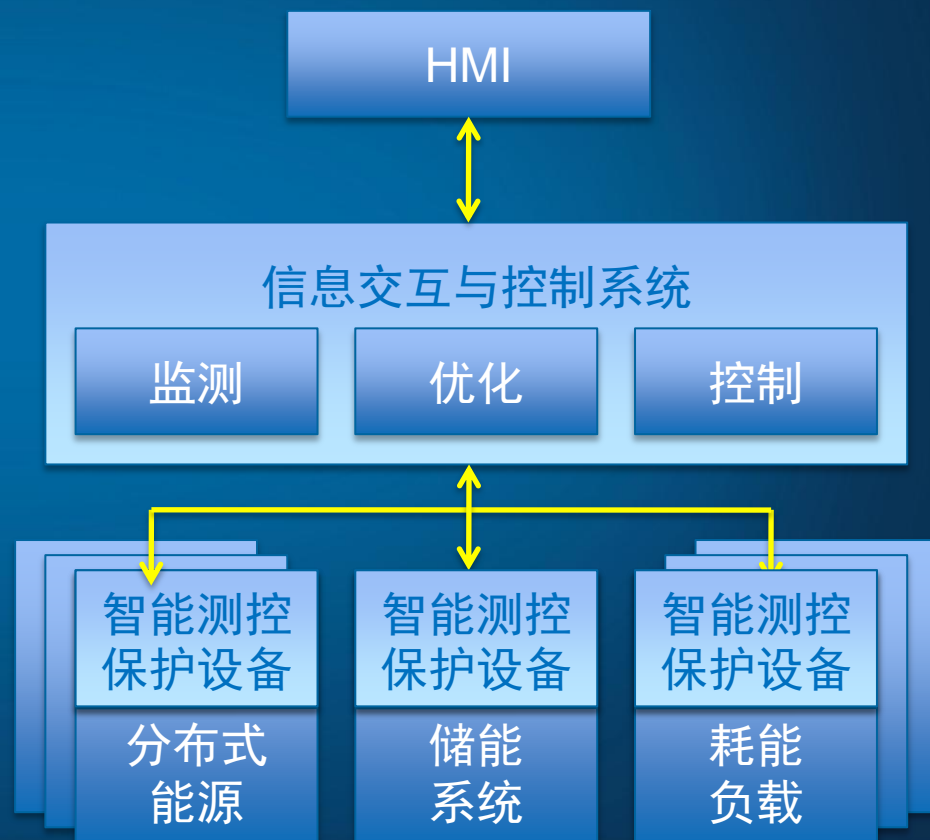 HMI
信息交互与控制系统
监测
优化
控制
智能测控
保护设备
分布式
能源
智能测控
保护设备
储能
系统
智能测控
保护设备
耗能
负载